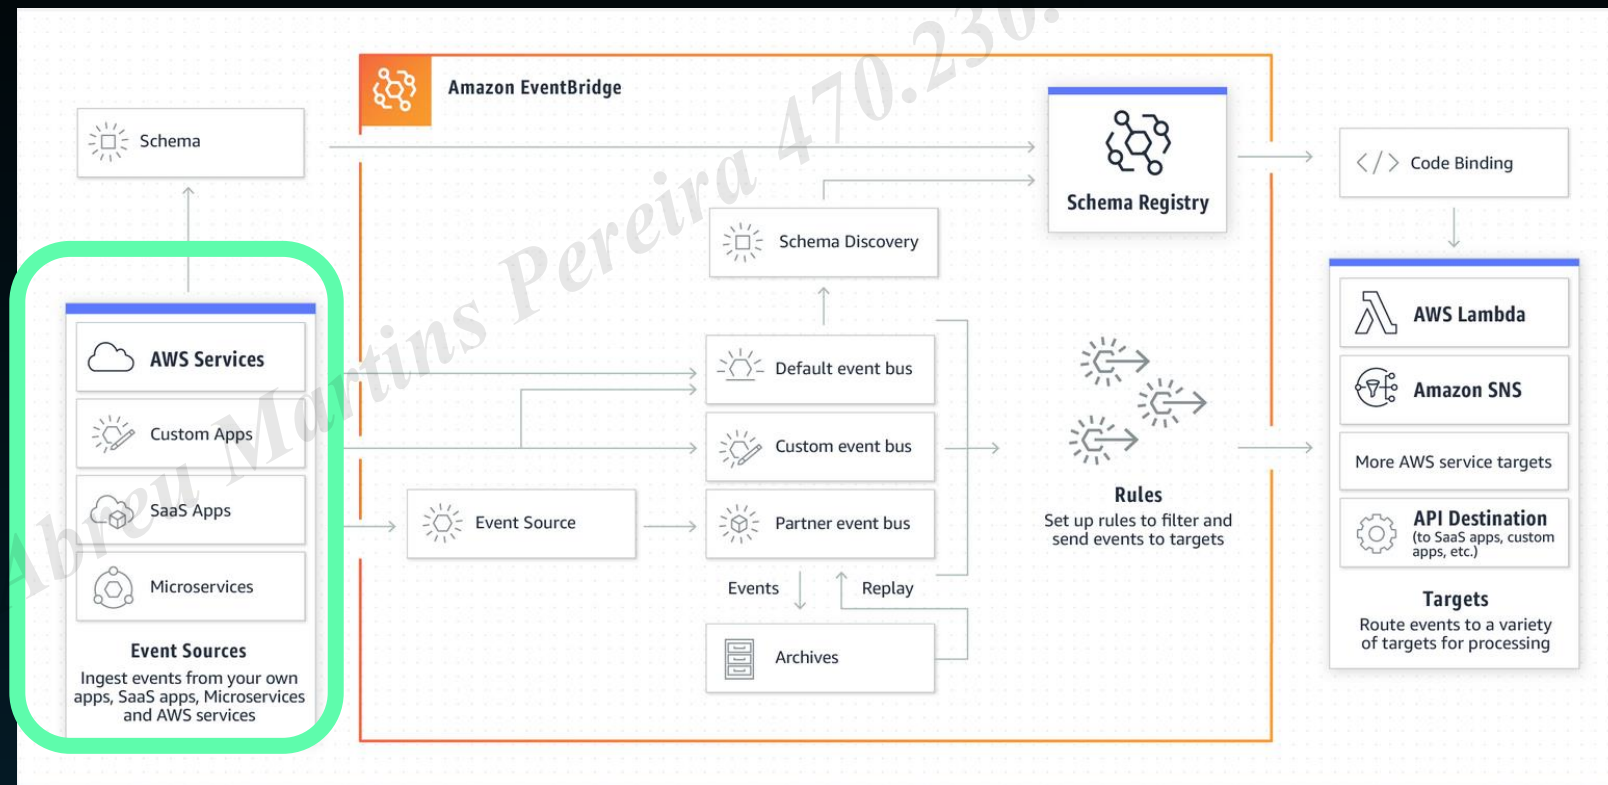 Amazon EventBridge
Schema
Schema Registry
Code Binding
Schema Discovery
AWS Services
Custom Apps
SaaS Apps
Microservices
Event Sources
Ingest events from your own
apps, SaaS apps, Microservices
and AWS services
Event Source
Default event bus
Custom event bus
Partner event bus
Events
Replay
Archives
Rules
Set up rules to filter and
send events to targets
AWS Lambda
Amazon SNS
More AWS service targets
API Destination
(to SaaS apps, custom
apps, etc.)
Targets
Route events to a variety
of targets for processing
Abreu Martins Pereira 470.230.